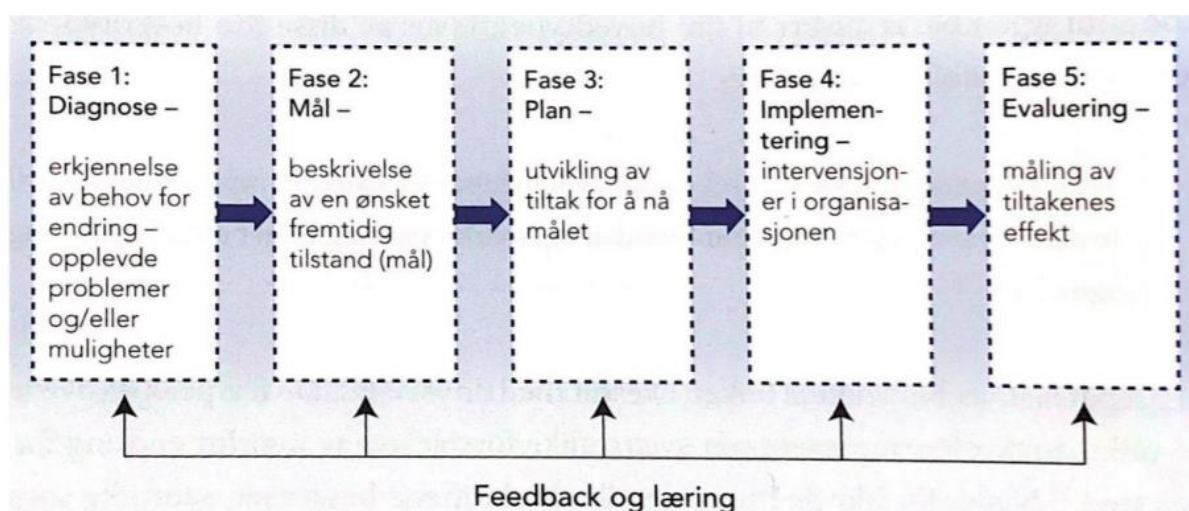 Fase 1:
Diagnose –
erkjennelse
av behov for
endring –
opplevde
problemer
og/eller
muligheter
Fase 2:
Mål –
beskrivelse
av en ønsket
fremtidig
tilstand (mål)
Fase 3:
Plan –
utvikling av
tiltak for å nå
målet
Fase 4:
Implemen-
tering –
intervensjon-
er i organisa-
sjonen
Fase 5:
Evaluering –
måling av
tiltakenes
effekt
Feedback og læring